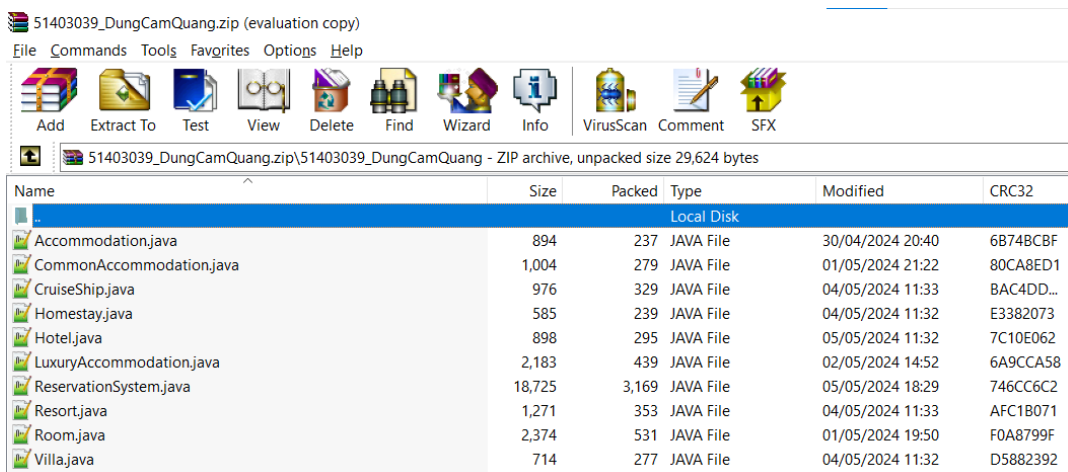 51403039_DungCamQuang.zip (evaluation copy)
File Commands Tools Favorites Options Help
Add Extract To Test View Delete Find Wizard Info VirusScan Comment SFX
51403039_DungCamQuang.zip\51403039_DungCamQuang - ZIP archive, unpacked size 29,624 bytes
Name Size Packed Type Modified CRC32
.. Local Disk
Accommodation.java 894 237 JAVA File 30/04/2024 20:40 6B74BCBF
CommonAccommodation.java 1,004 279 JAVA File 01/05/2024 21:22 80CA8ED1
CruiseShip.java 976 329 JAVA File 04/05/2024 11:33 BAC4DD...
Homestay.java 585 239 JAVA File 04/05/2024 11:32 E3382073
Hotel.java 898 295 JAVA File 05/05/2024 11:32 7C10E062
LuxuryAccommodation.java 2,183 439 JAVA File 02/05/2024 14:52 6A9CCA58
ReservationSystem.java 18,725 3,169 JAVA File 05/05/2024 18:29 746CC6C2
Resort.java 1,271 353 JAVA File 04/05/2024 11:33 AFC1B071
Room.java 2,374 531 JAVA File 01/05/2024 19:50 F0A8799F
Villa.java 714 277 JAVA File 04/05/2024 11:32 D5882392